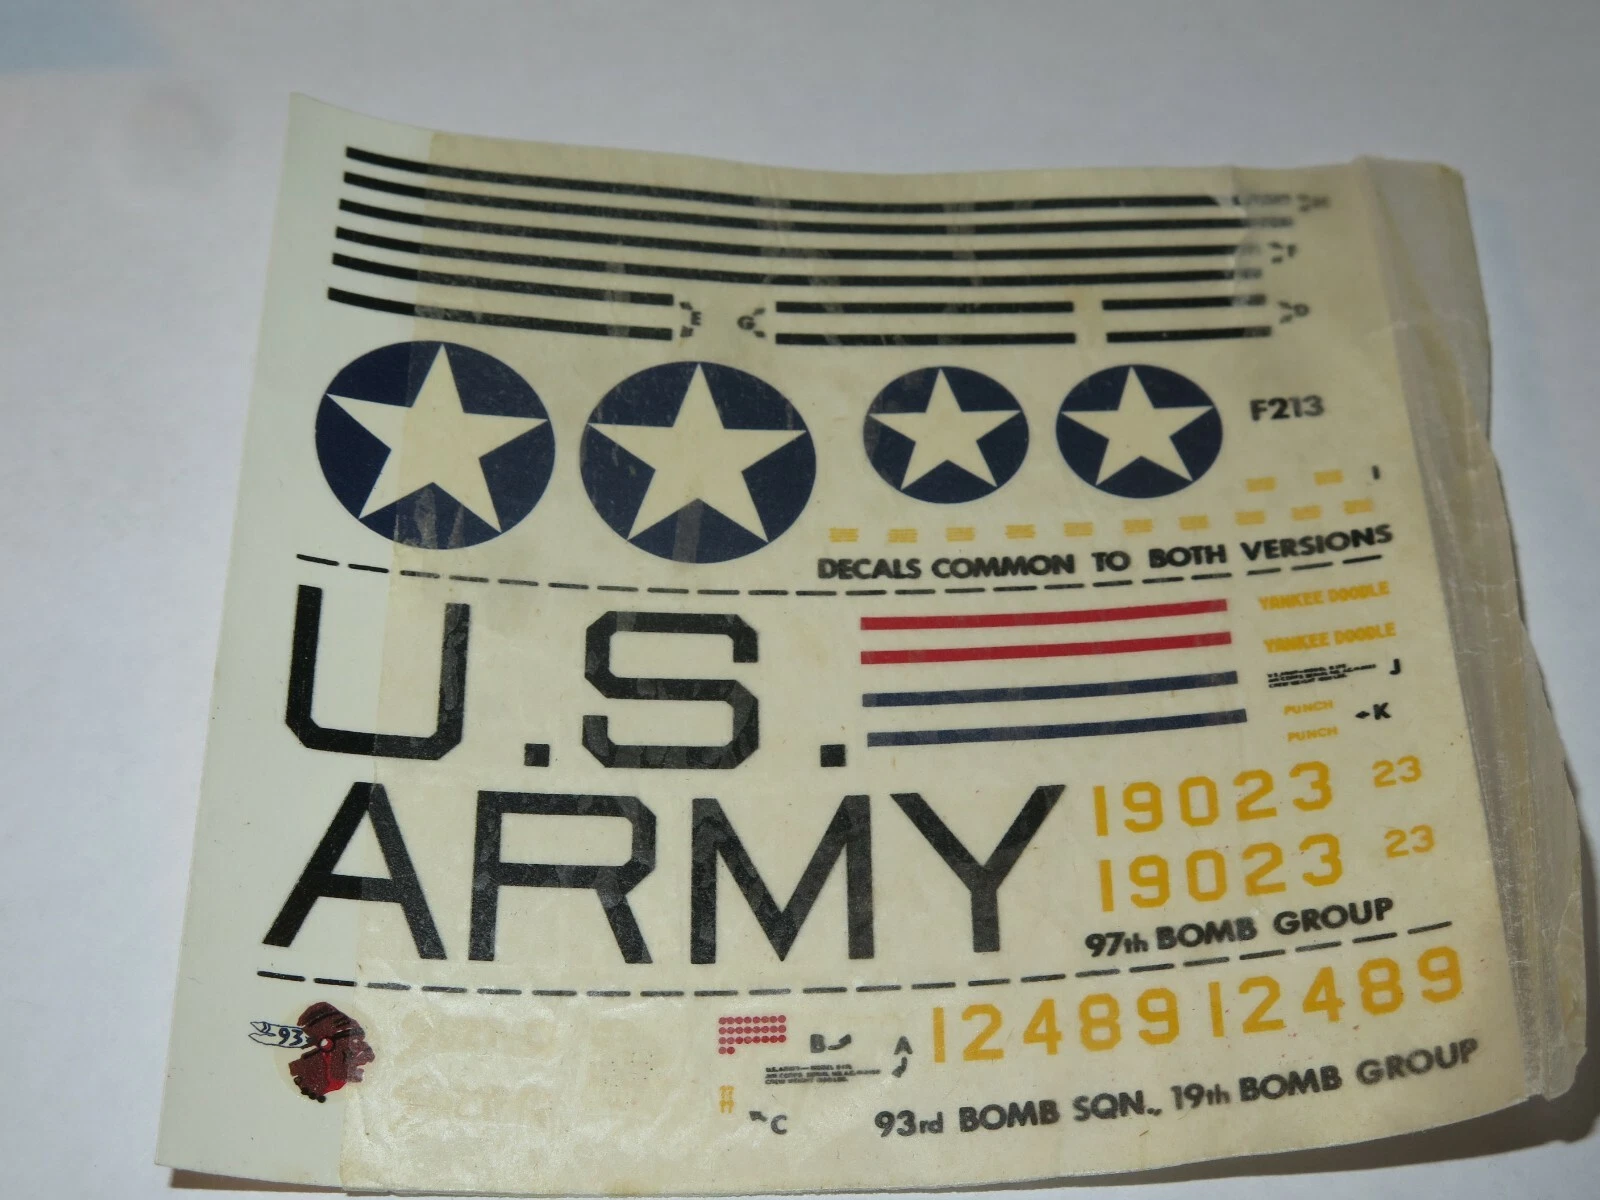 H
F
E
G
D
F213
I
DECALS COMMON TO BOTH VERSIONS
U.S.
ARMY
YANKEE DOODLE
YANKEE DOODLE
J
PUNCH
K
PUNCH
19023 23
19023 23
97th BOMB GROUP
93
B
A
12489 12489
C
93rd BOMB SQN., 19th BOMB GROUP